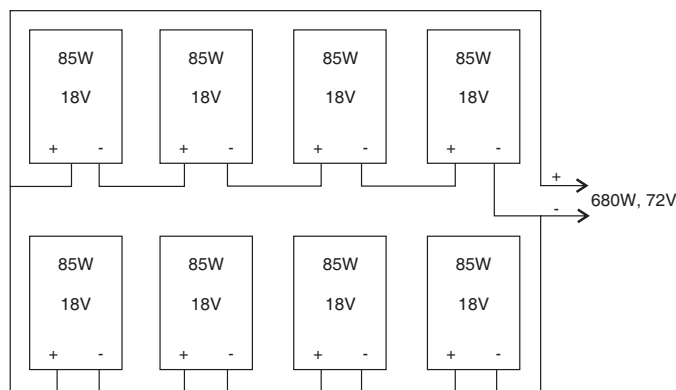 85W 85W 85W 85W
18V 18V 18V 18V
+ - + - + - + -
+
680W, 72V
-
85W 85W 85W 85W
18V 18V 18V 18V
+ - + - + - + -